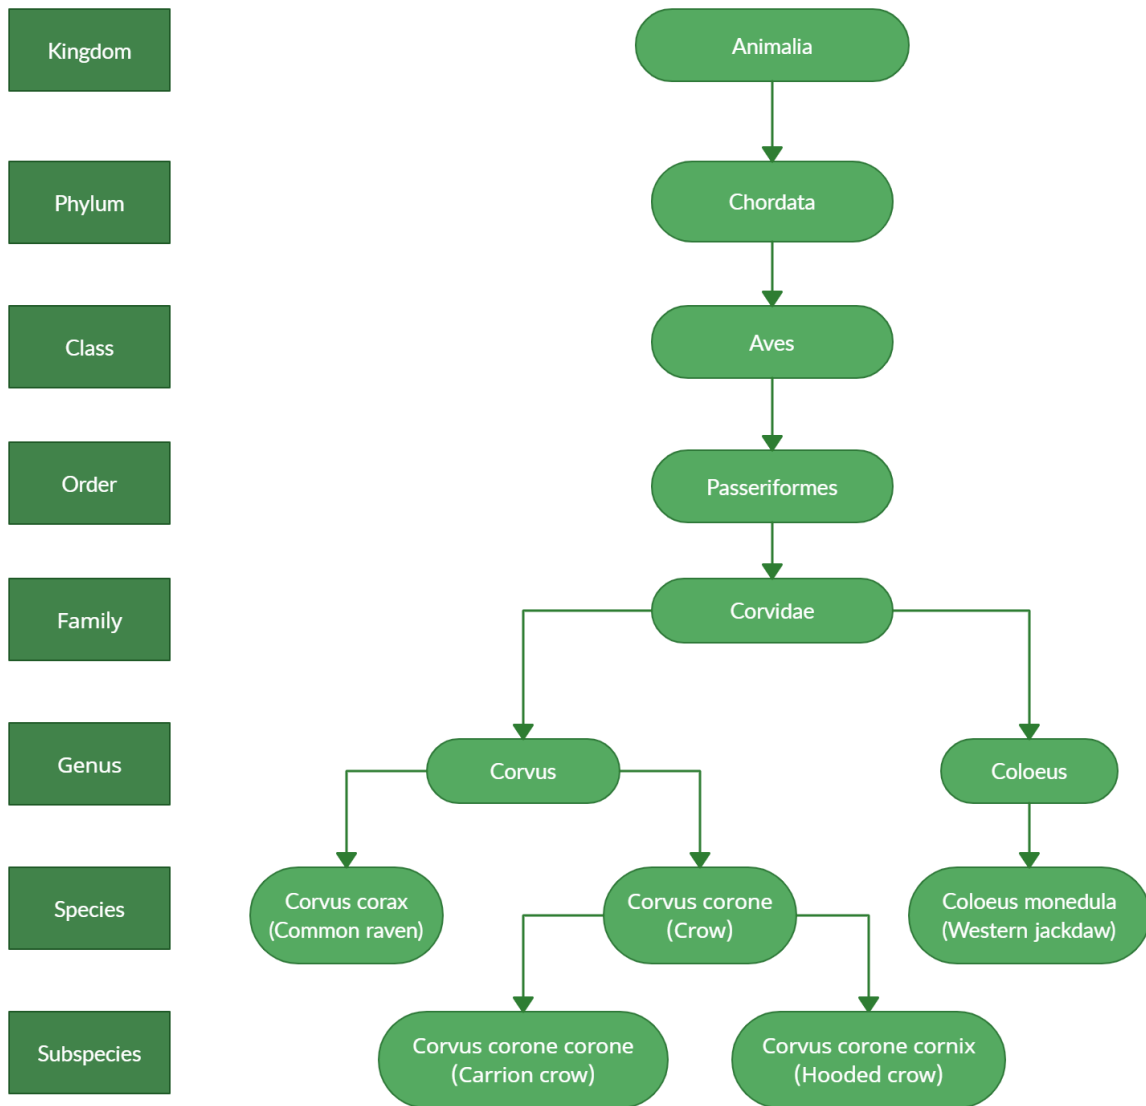 Kingdom
Animalia
Phylum
Chordata
Class
Aves
Order
Passeriformes
Family
Corvidae
Genus
Corvus
Coloeus
Species
Corvus corax
(Common raven)
Corvus corone
(Crow)
Coloeus monedula
(Western jackdaw)
Subspecies
Corvus corone corone
(Carrion crow)
Corvus corone cornix
(Hooded crow)